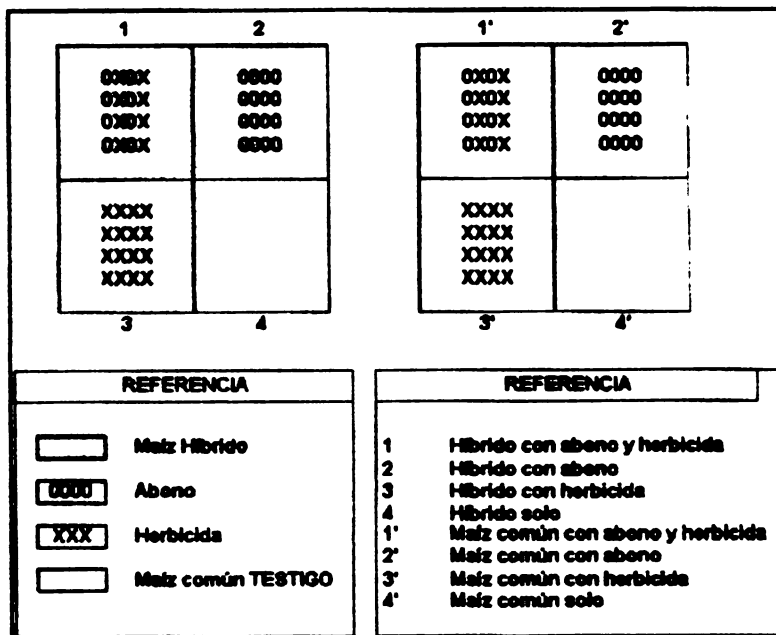 1 2 1' 2'
0X0X 0000 0X0X 0000
0X0X 0000 0X0X 0000
0X0X 0000 0X0X 0000
0X0X 0000 0X0X 0000
XXXX XXXX
XXXX XXXX
XXXX XXXX
XXXX XXXX
3 4 3' 4'
REFERENCIA
Maíz Híbrido
0000 Abono
XXX Herbicida
Maíz común TESTIGO
REFERENCIA
1 Híbrido con abono y herbicida
2 Híbrido con abono
3 Híbrido con herbicida
4 Híbrido solo
1' Maíz común con abono y herbicida
2' Maíz común con abono
3' Maíz común con herbicida
4' Maíz común solo